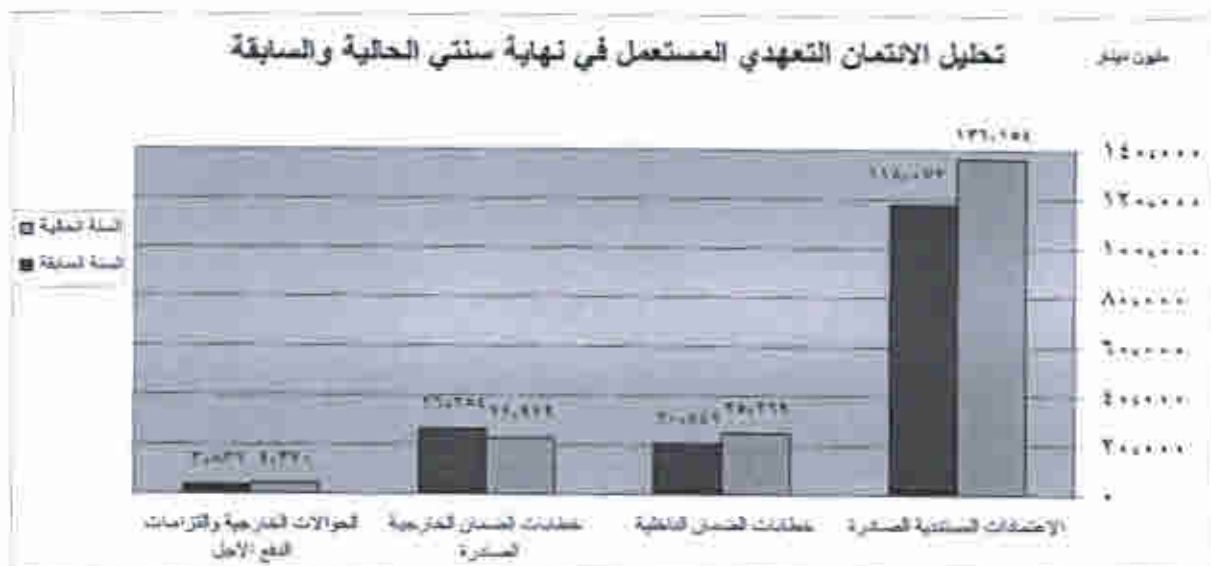 تحليل الائتمان التعهدي المستعمل في نهاية سنتي الحالية والسابقة
مليون دينار
١٣٦،١٥٤
١٤٠،٠٠٠
١٢٠،٠٠٠
١٠٠،٠٠٠
٨٠،٠٠٠
٦٠،٠٠٠
٤٠،٠٠٠
٢٠،٠٠٠
٠
السنة الحالية
السنة السابقة
الاعتمادات المستندية الصادرة
خطابات الضمان الداخلية
خطابات الضمان الخارجية
الصادرة
الحوالات الخارجية والتزامات
الدفع الآجل